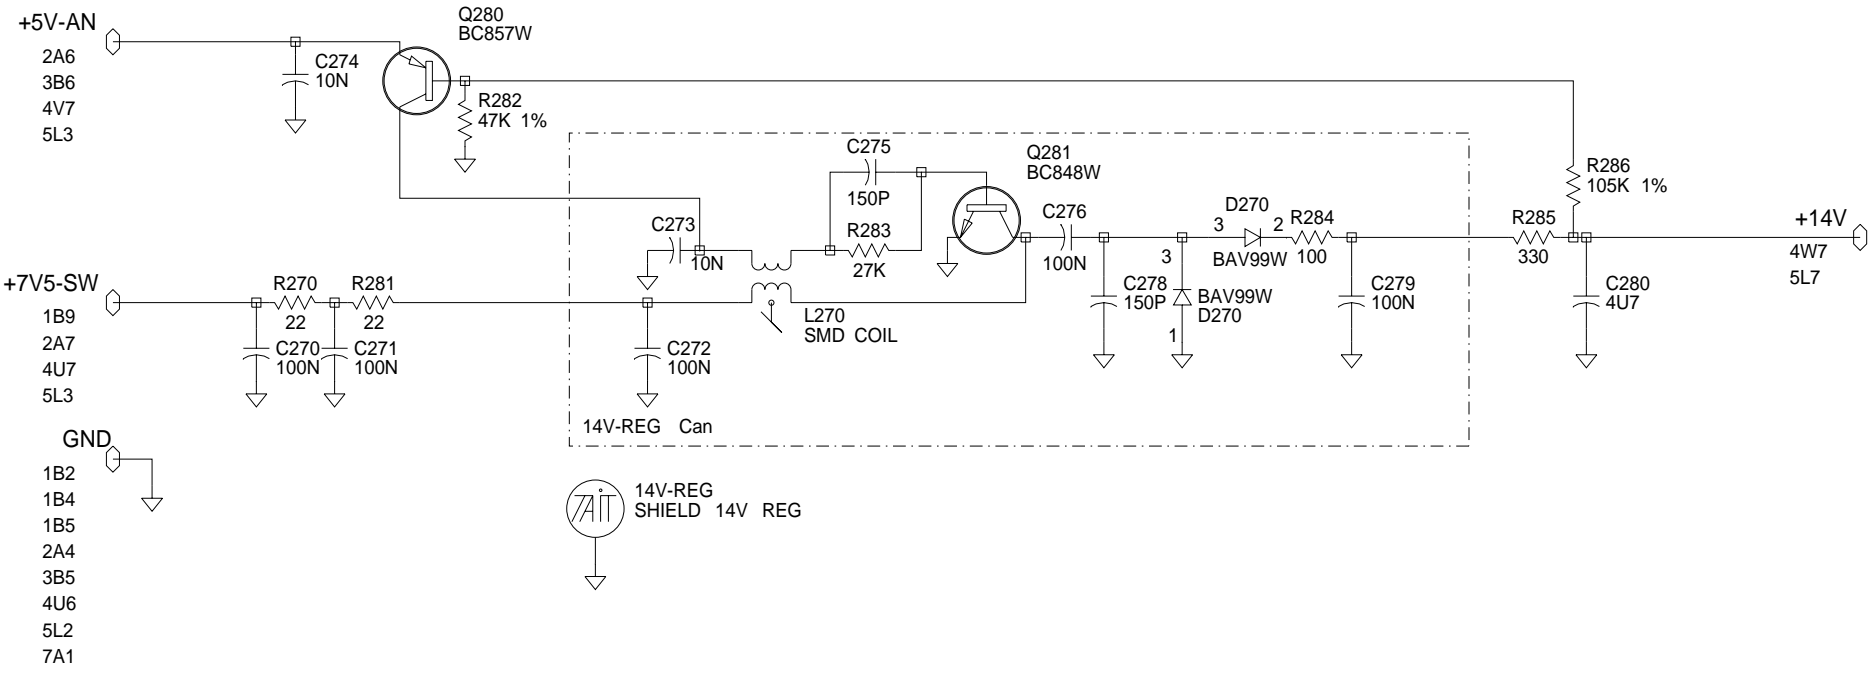 +5V-AN
2A6
3B6
4V7
5L3
C274
10N
Q280
BC857W
R282
47K 1%
C275
150P
R283
27K
Q281
BC848W
C273
10N
C276
100N
D270
3 2
BAV99W
R284
100
R286
105K 1%
R285
330
+14V
4W7
5L7
+7V5-SW
1B9
2A7
4U7
5L3
R270
22
R281
22
C270
100N
C271
100N
C272
100N
L270
SMD COIL
C278
150P
3
BAV99W
D270
1
C279
100N
C280
4U7
14V-REG Can
GND
1B2
1B4
1B5
2A4
3B5
4U6
5L2
7A1
TAIT
14V-REG
SHIELD 14V REG